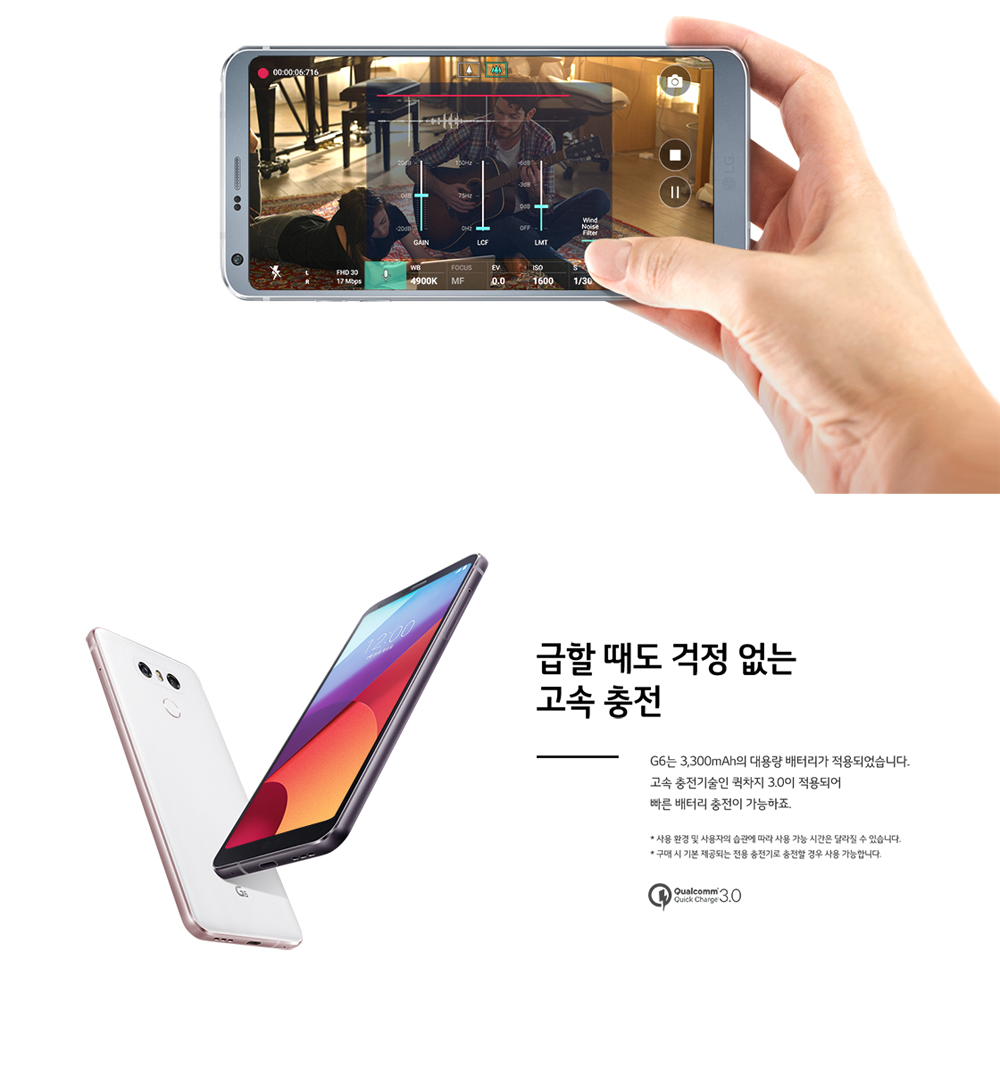 00:00:06:716
20dB
150Hz
-6dB
-3dB
0dB
75Hz
0dB
-20dB
0Hz
OFF
Wind
Noise
Filter
GAIN
LCF
LMT
L
R
FHD 30
17 Mbps
WB
4900K
FOCUS
MF
EV
0.0
ISO
1600
S
1/30
LG
12:00
G6
급할 때도 걱정 없는
고속 충전
G6는 3,300mAh의 대용량 배터리가 적용되었습니다.
고속 충전기술인 퀵차지 3.0이 적용되어
빠른 배터리 충전이 가능하죠.
* 사용 환경 및 사용자의 습관에 따라 사용 가능 시간은 달라질 수 있습니다.
* 구매 시 기본 제공되는 전용 충전기로 충전할 경우 사용 가능합니다.
Qualcomm
Quick Charge 3.0